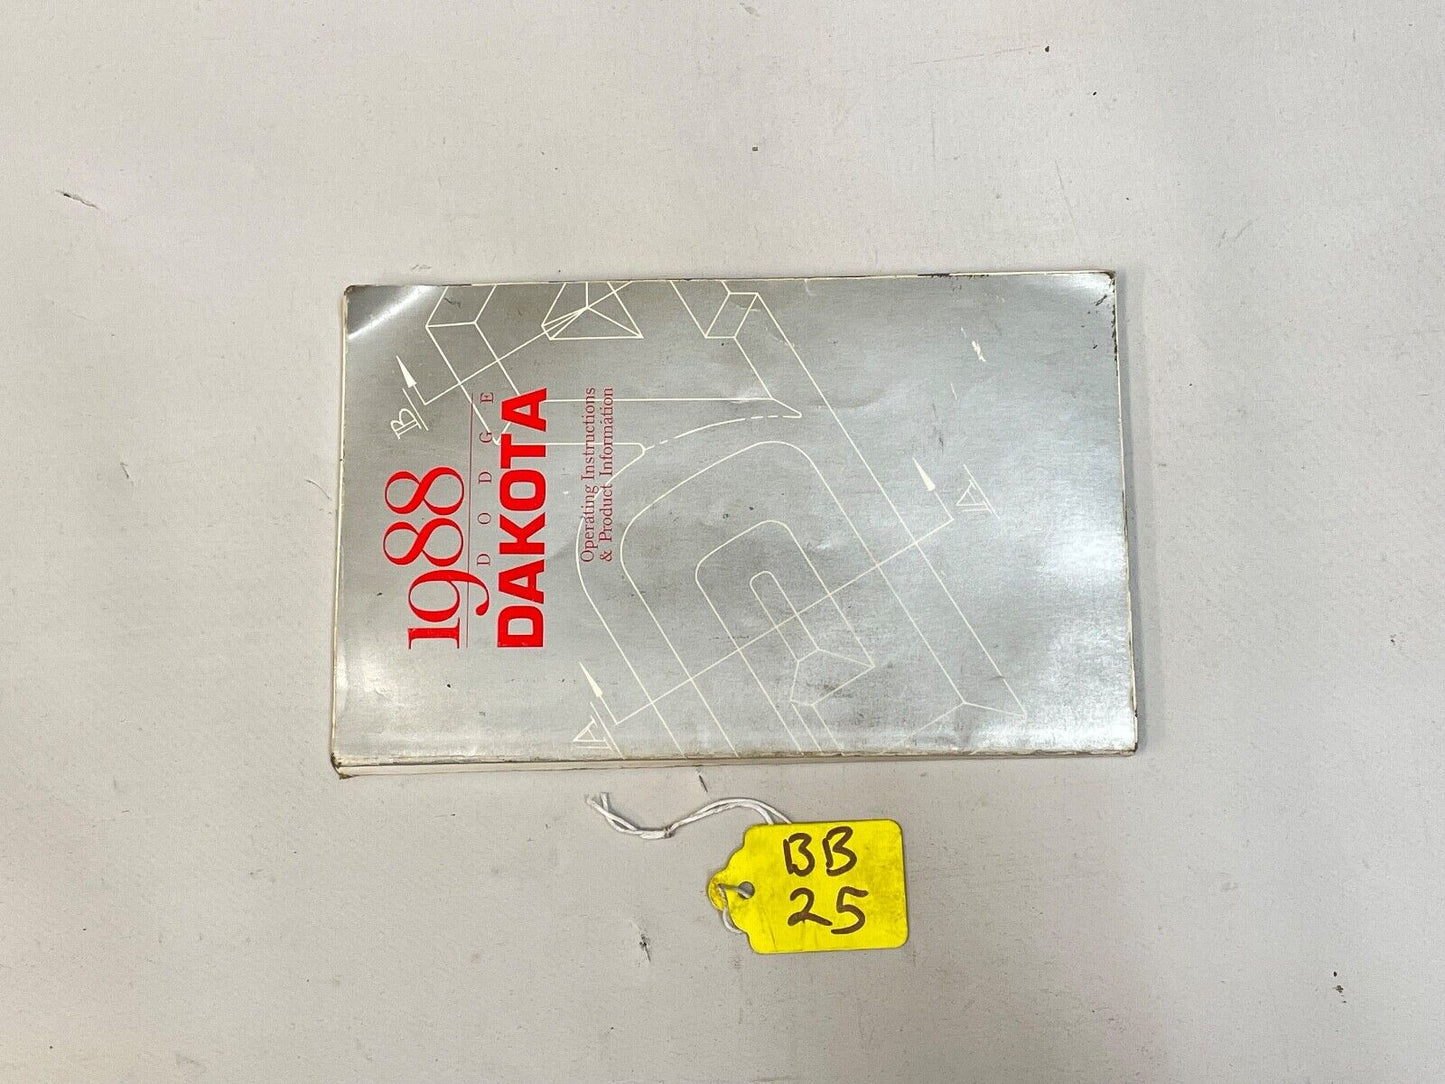 1988
DODGE
DAKOTA
Operating Instructions
& Product Information
B
A
A
BB
25